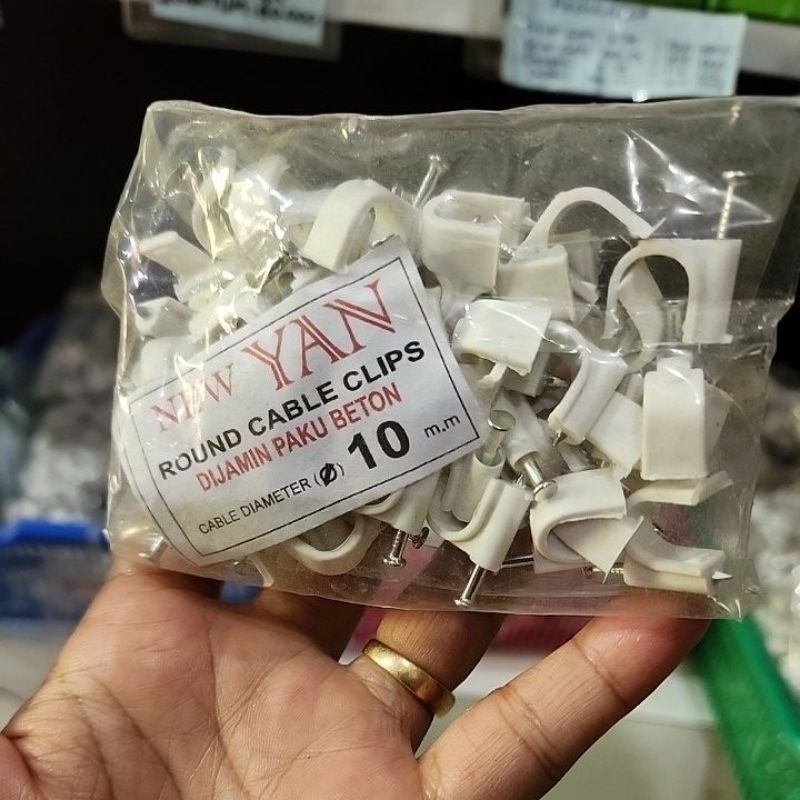 NEW YAN
ROUND CABLE CLIPS
DIJAMIN PAKU BETON
CABLE DIAMETER (Ø) 10 m.m